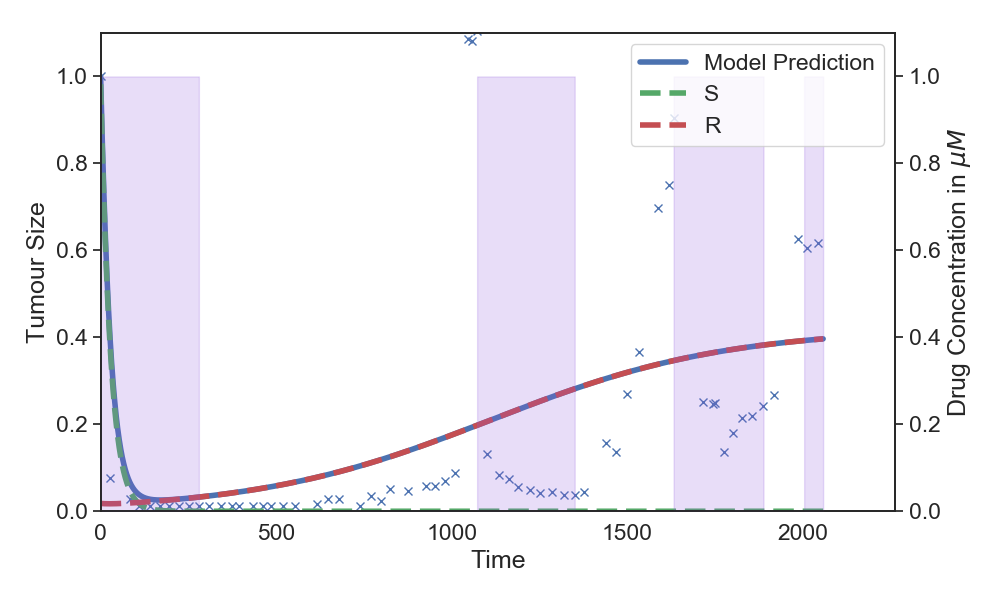 Model Prediction
S
R
1.0
0.8
0.6
0.4
0.2
0.0
Tumour Size
1.0
0.8
0.6
0.4
0.2
0.0
Drug Concentration in μM
0
500
1000
1500
2000
Time